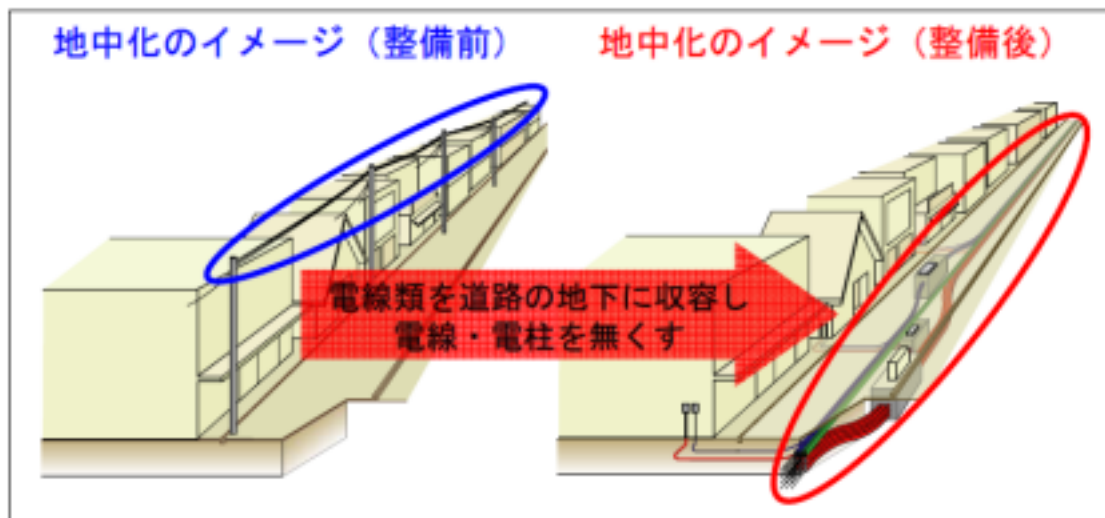 地中化のイメージ（整備前）
地中化のイメージ（整備後）
電線類を道路の地下に収容し
電線・電柱を無くす